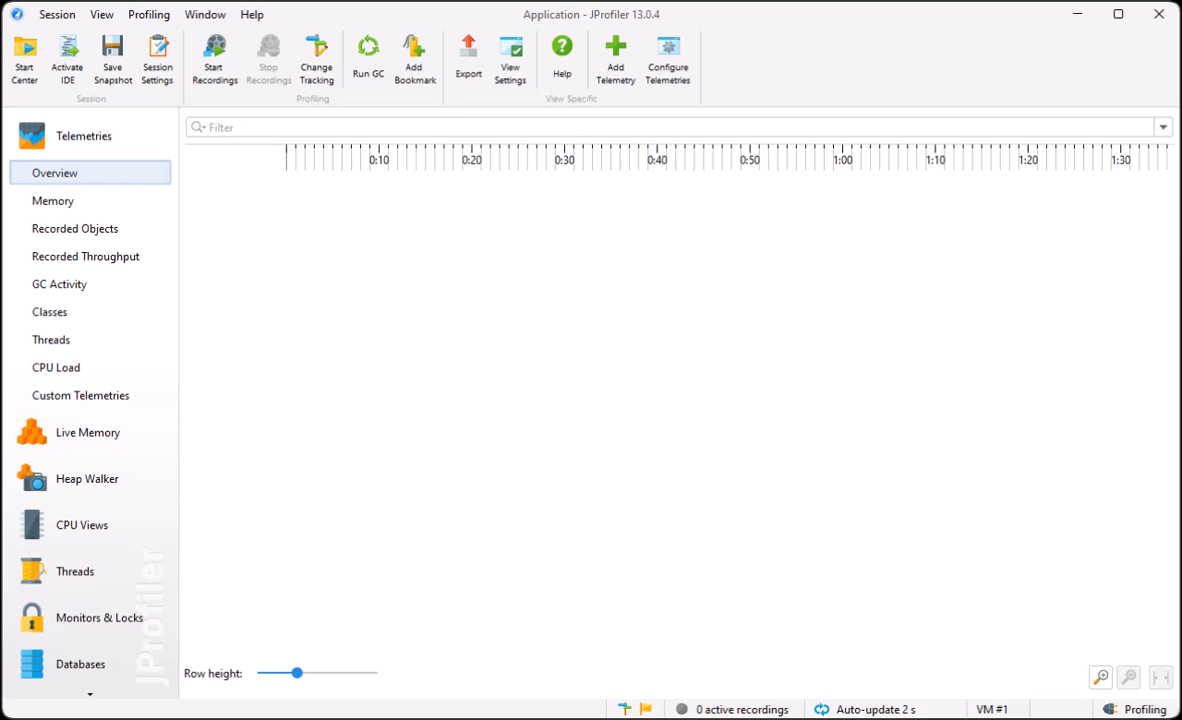 Session View Profiling Window Help
Application - JProfiler 13.0.4
Start Center
Activate IDE
Save Snapshot
Session Settings
Start Recordings
Stop Recordings
Change Tracking
Run GC
Add Bookmark
Export
View Settings
Help
Add Telemetry
Configure Telemetries
Session
Profiling
View Specific
Telemetries
Overview
Memory
Recorded Objects
Recorded Throughput
GC Activity
Classes
Threads
CPU Load
Custom Telemetries
Live Memory
Heap Walker
CPU Views
Threads
Monitors & Locks
Databases
JProfiler
Filter
0:10 0:20 0:30 0:40 0:50 1:00 1:10 1:20 1:30
Row height:
0 active recordings
Auto-update 2 s
VM #1
Profiling